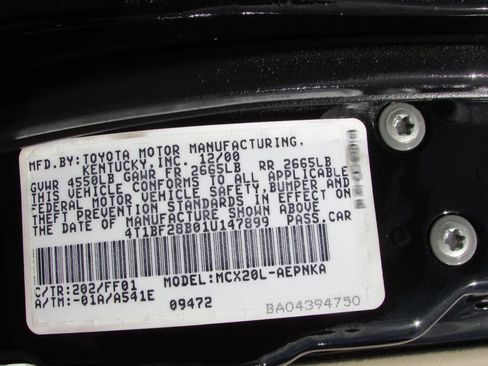 MFD.BY:TOYOTA MOTOR MANUFACTURING,
KENTUCKY,INC. 12/00
GVWR 4550LB GAWR FR 2665LB RR 2665LB
THIS VEHICLE CONFORMS TO ALL APPLICABLE
FEDERAL MOTOR VEHICLE SAFETY,BUMPER AND
THEFT PREVENTION STANDARDS IN EFFECT ON
THE DATE OF MANUFACTURE SHOWN ABOVE.
4T1BF28B01U147899 PASS.CAR
C/TR:202/FF01 MODEL:MCX20L-AEPNKA
A/TM:-01A/A541E 09472
BA04394750